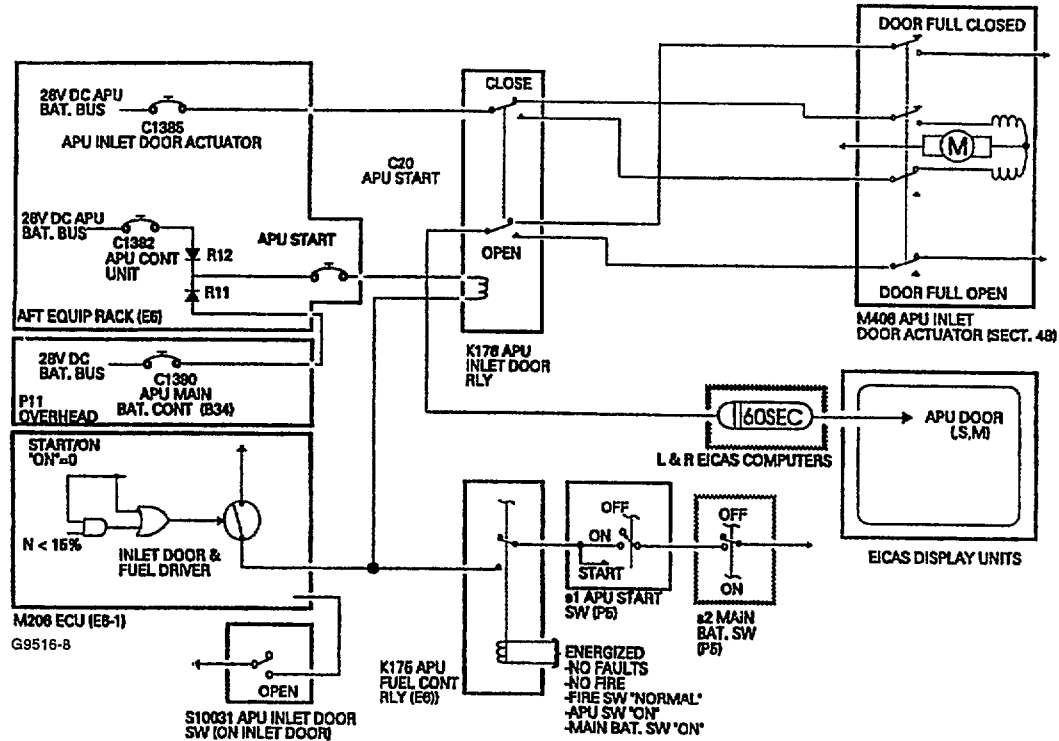 DOOR FULL CLOSED
CLOSE
28V DC APU
BAT. BUS
C1385
APU INLET DOOR ACTUATOR
C20
APU START
M
28V DC APU
BAT. BUS
C1382
APU CONT
UNIT
R12
APU START
OPEN
R11
AFT EQUIP RACK (E6)
DOOR FULL OPEN
M406 APU INLET
DOOR ACTUATOR (SECT. 48)
K176 APU
INLET DOOR
RLY
28V DC
BAT. BUS
C1390
APU MAIN
BAT. CONT (B34)
P11
OVERHEAD
60SEC
APU DOOR
(,S,M)
L & R EICAS COMPUTERS
START/ON
"ON"=0
N < 15%
INLET DOOR &
FUEL DRIVER
OFF
ON
START
OFF
ON
EICAS DISPLAY UNITS
s1 APU START
SW (P5)
s2 MAIN
BAT. SW
(P5)
M206 ECU (E6-1)
G9516-8
OPEN
K175 APU
FUEL CONT
RLY (E6))
ENERGIZED
-NO FAULTS
-NO FIRE
-FIRE SW "NORMAL"
-APU SW "ON"
-MAIN BAT. SW "ON"
S10031 APU INLET DOOR
SW (ON INLET DOOR)